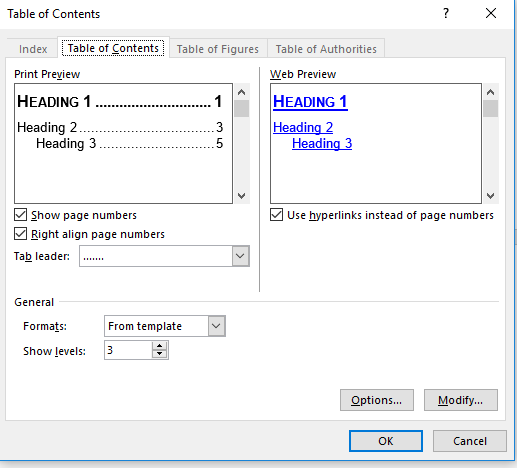 Table of Contents
Index Table of Contents Table of Figures Table of Authorities
Print Preview
HEADING 1 ............................. 1
Heading 2 .................................. 3
Heading 3 ............................. 5
Show page numbers
Right align page numbers
Tab leader: .......
Web Preview
HEADING 1
Heading 2
Heading 3
Use hyperlinks instead of page numbers
General
Formats: From template
Show levels: 3
Options... Modify...
OK Cancel